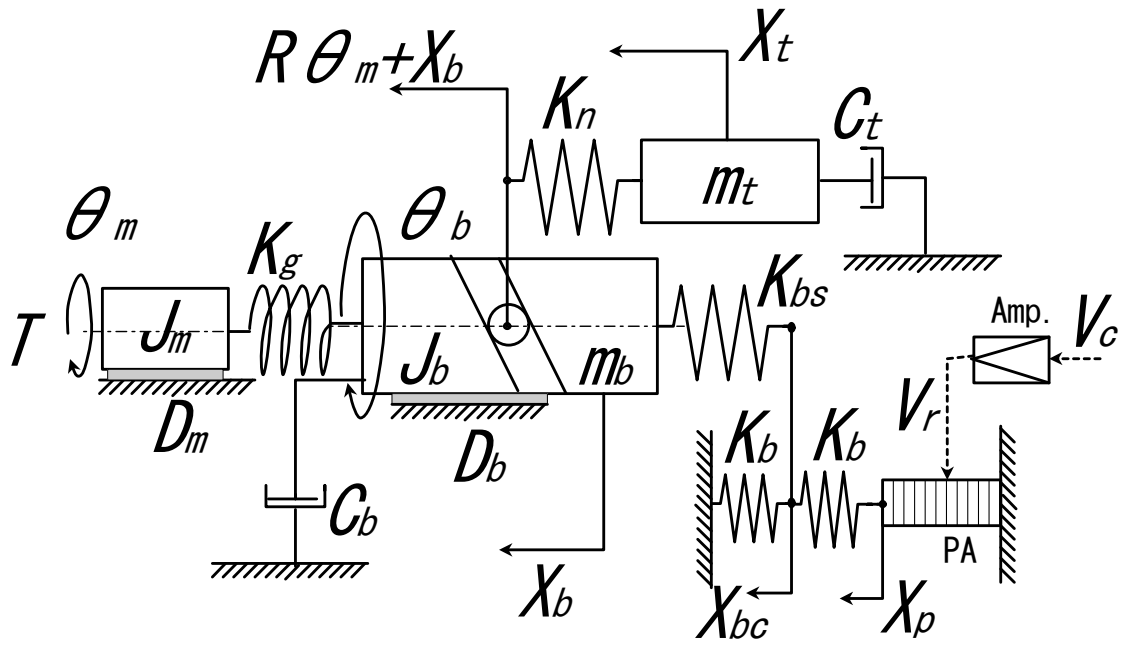 Rθm+Xb
Xt
Kn
Ct
mt
θm
θb
Kg
Kbs
T
Jm
Jb
mb
Amp.
Vc
Vr
Dm
Db
Kb
Kb
Cb
PA
Xb
Xbc
Xp